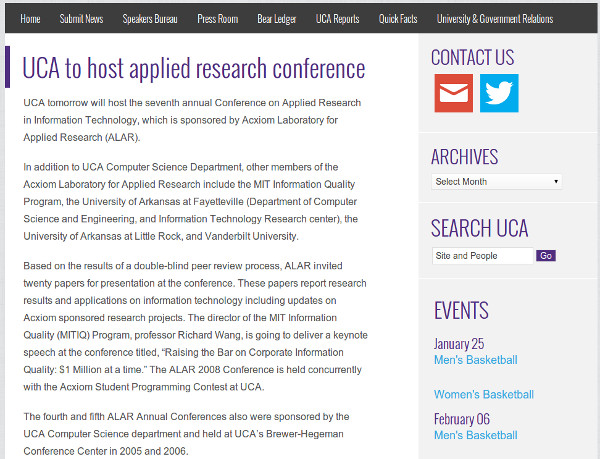 Home Submit News Speakers Bureau Press Room Bear Ledger UCA Reports Quick Facts University & Government Relations
UCA to host applied research conference
UCA tomorrow will host the seventh annual Conference on Applied Research
in Information Technology, which is sponsored by Acxiom Laboratory for
Applied Research (ALAR).
In addition to UCA Computer Science Department, other members of the
Acxiom Laboratory for Applied Research include the MIT Information Quality
Program, the University of Arkansas at Fayetteville (Department of Computer
Science and Engineering, and Information Technology Research center), the
University of Arkansas at Little Rock, and Vanderbilt University.
Based on the results of a double-blind peer review process, ALAR invited
twenty papers for presentation at the conference. These papers report research
results and applications on information technology including updates on
Acxiom sponsored research projects. The director of the MIT Information
Quality (MITIQ) Program, professor Richard Wang, is going to deliver a keynote
speech at the conference titled, “Raising the Bar on Corporate Information
Quality: $1 Million at a time.” The ALAR 2008 Conference is held concurrently
with the Acxiom Student Programming Contest at UCA.
The fourth and fifth ALAR Annual Conferences also were sponsored by the
UCA Computer Science department and held at UCA’s Brewer-Hegeman
Conference Center in 2005 and 2006.
CONTACT US
ARCHIVES
Select Month
SEARCH UCA
Site and People Go
EVENTS
January 25
Men's Basketball
Women's Basketball
February 06
Men's Basketball